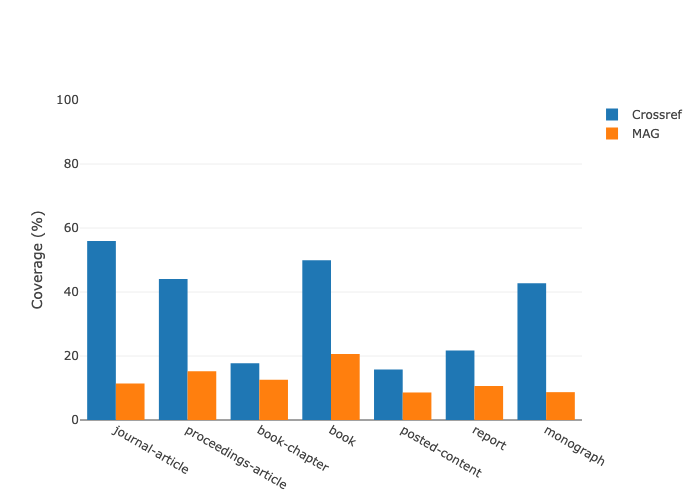 100
80
60
40
20
0
Coverage (%)
journal-article
proceedings-article
book-chapter
book
posted-content
report
monograph
Crossref
MAG